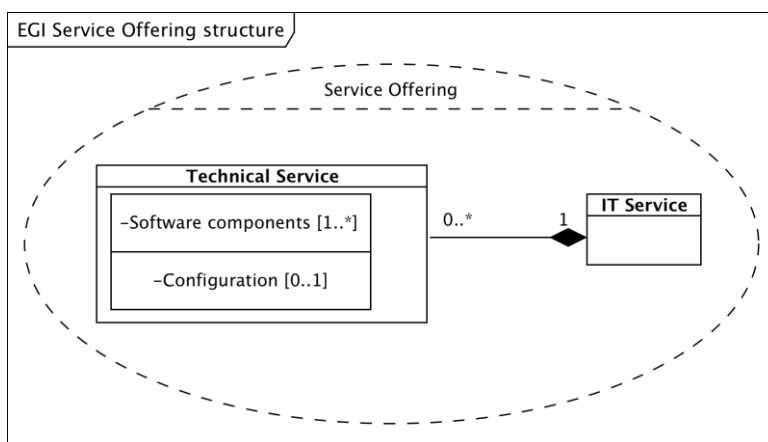 EGI Service Offering structure
Service Offering
Technical Service
–Software components [1..*]
–Configuration [0..1]
0..*
1
IT Service